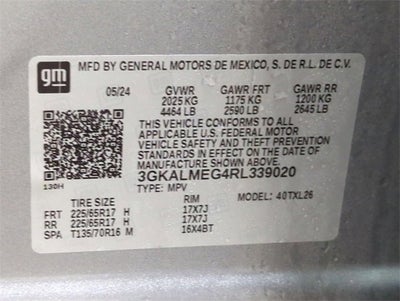 gm
MFD BY GENERAL MOTORS DE MEXICO, S. DE R.L. DE C.V.
05/24 GVWR GAWR FRT GAWR RR
2025 KG 1175 KG 1200 KG
4464 LB 2590 LB 2645 LB
THIS VEHICLE CONFORMS TO ALL
APPLICABLE U.S. FEDERAL MOTOR
VEHICLE SAFETY STANDARDS IN
EFFECT ON THE DATE OF
MANUFACTURE SHOWN ABOVE.
3GKALMEG4RL339020
130H TYPE: MPV MODEL: 40TXL26
TIRE SIZE RIM
FRT 225/65R17 H 17X7J
RR 225/65R17 H 17X7J
SPA T135/70R16 M 16X4BT